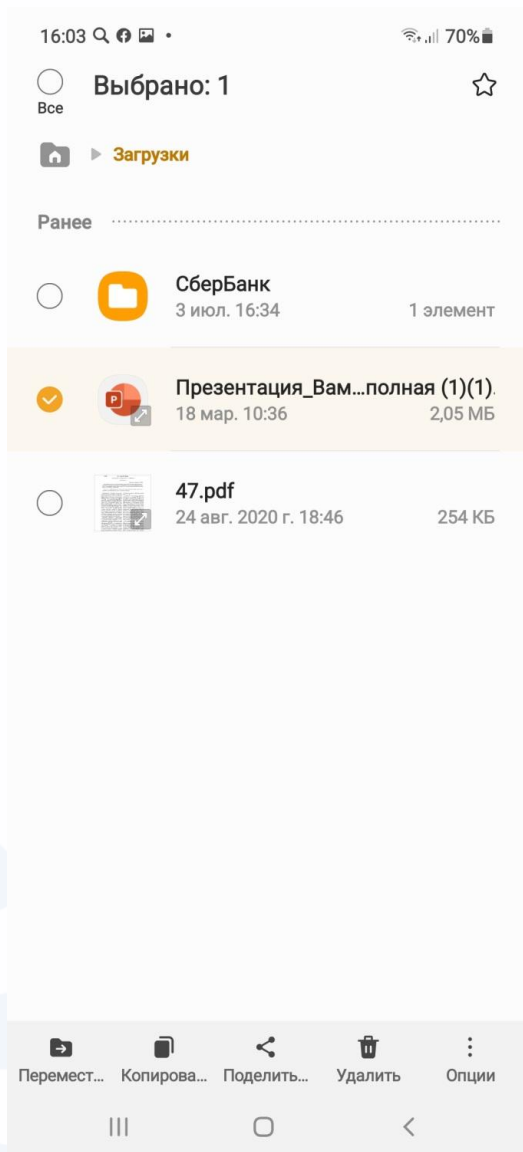 16:03 70%
Выбрано: 1
Все
Загрузки
Ранее
СберБанк
3 июл. 16:34 1 элемент
Презентация_Вам...полная (1)(1).
18 мар. 10:36 2,05 МБ
47.pdf
24 авг. 2020 г. 18:46 254 КБ
Перемест... Копирова... Поделить... Удалить Опции